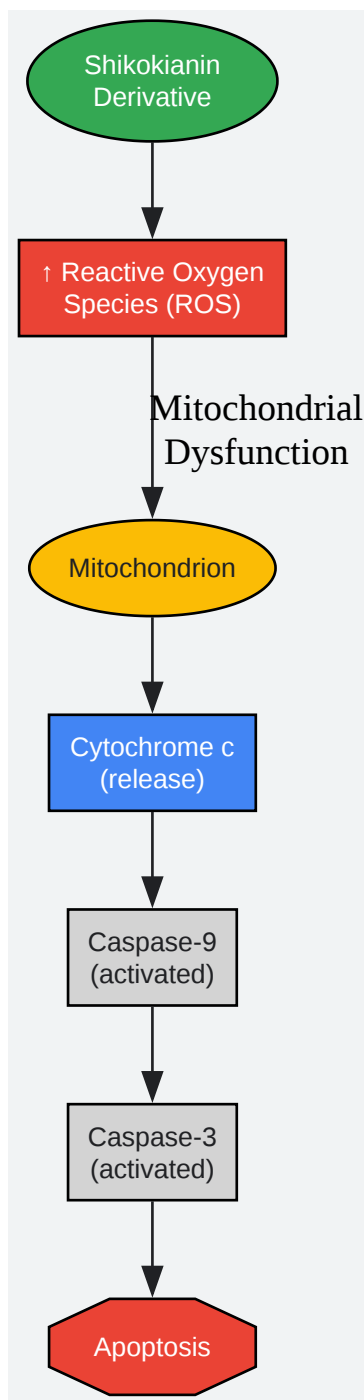 Shikokianin
Derivative
↑ Reactive Oxygen
Species (ROS)
Mitochondrial
Dysfunction
Mitochondrion
Cytochrome c
(release)
Caspase-9
(activated)
Caspase-3
(activated)
Apoptosis